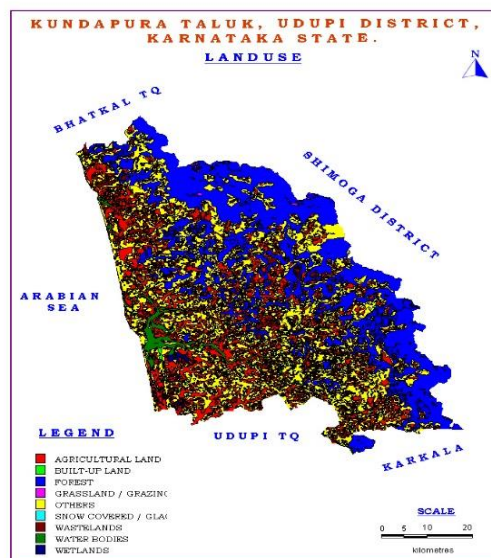 KUNDAPURA TALUK, UDUPI DISTRICT,
KARNATAKA STATE.
LANDUSE
N
BHATKAL TQ
SHIMOGA DISTRICT
ARABIAN
SEA
UDUPI TQ
KARKALA
LEGEND
AGRICULTURAL LAND
BUILT-UP LAND
FOREST
GRASSLAND / GRAZING
OTHERS
SNOW COVERED / GLAC
WASTELANDS
WATER BODIES
WETLANDS
SCALE
0 5 10 20
kilometres